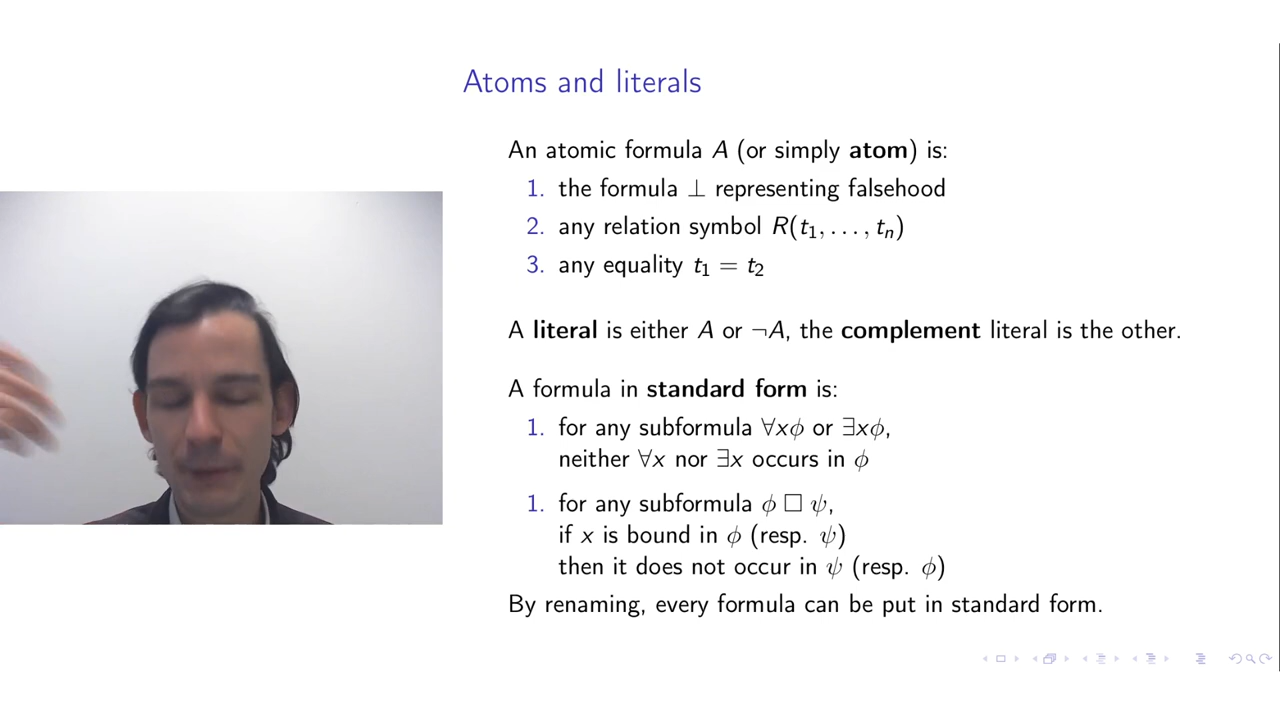 Atoms and literals
An atomic formula A (or simply atom) is:
1. the formula ⊥ representing falsehood
2. any relation symbol R(t₁, . . . , tₙ)
3. any equality t₁ = t₂
A literal is either A or ¬A, the complement literal is the other.
A formula in standard form is:
1. for any subformula ∀xϕ or ∃xϕ,
neither ∀x nor ∃x occurs in ϕ
1. for any subformula ϕ □ ψ,
if x is bound in ϕ (resp. ψ)
then it does not occur in ψ (resp. ϕ)
By renaming, every formula can be put in standard form.